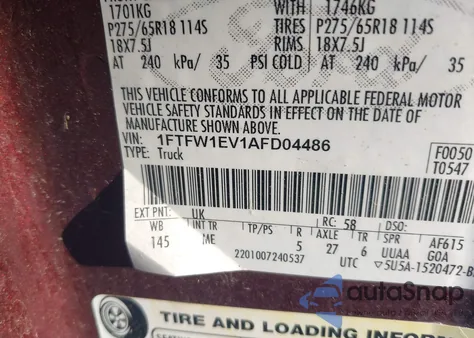 1701KG WITH 1746KG
P275/65R18 114S TIRES P275/65R18 114S
18X7.5J RIMS 18X7.5J
AT 240 kPa/ 35 PSI COLD AT 240 kPa/ 35
THIS VEHICLE CONFORMS TO ALL APPLICABLE FEDERAL MOTOR
VEHICLE SAFETY STANDARDS IN EFFECT ON THE DATE OF
MANUFACTURE SHOWN ABOVE.
VIN: 1FTFW1EV1AFD04486 F0050
TYPE: Truck T0547
EXT PNT: UK RC: 58 DSO:
WB INT TR TP/PS R AXLE TR SPR AF615
145 ME 5 27 6 UUAA GOA
2201007240537 UTC 5U5A-1520472-B
autoSnap
TIRE AND LOADING INFOR